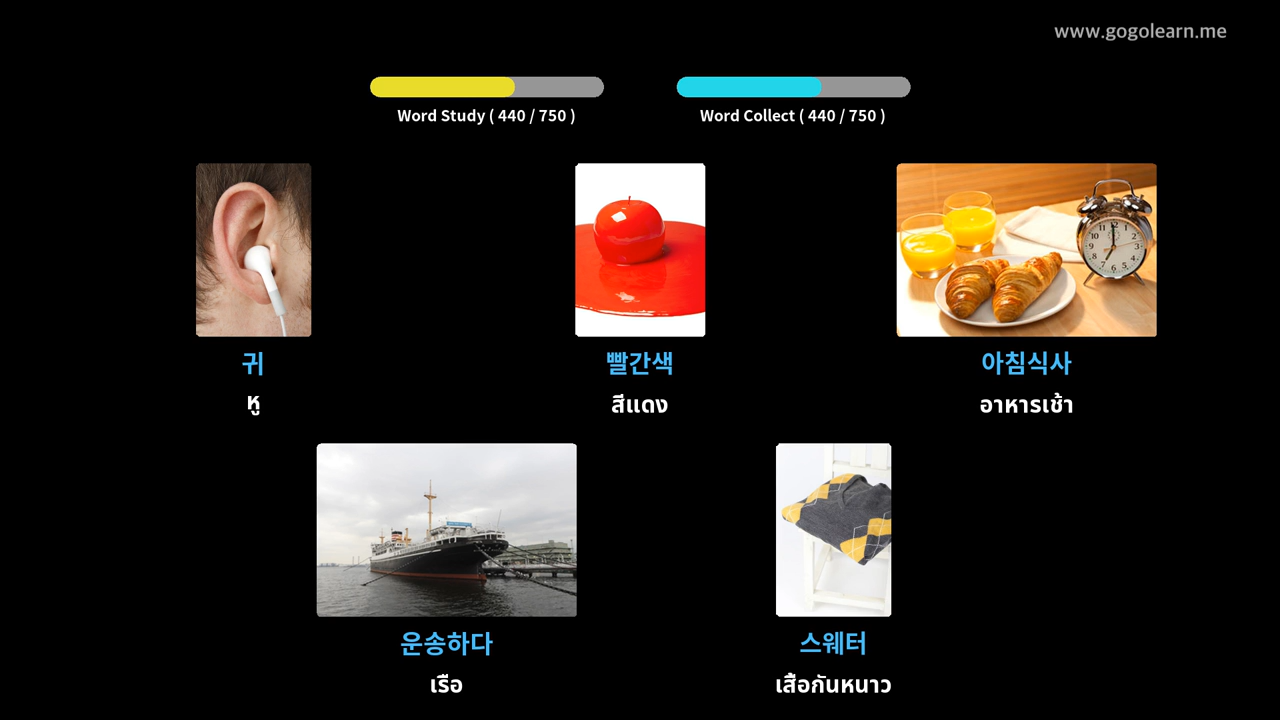 www.gogolearn.me
Word Study ( 440 / 750 )
Word Collect ( 440 / 750 )
귀
หู
빨간색
สีแดง
아침식사
อาหารเช้า
운송하다
เรือ
스웨터
เสื้อกันหนาว